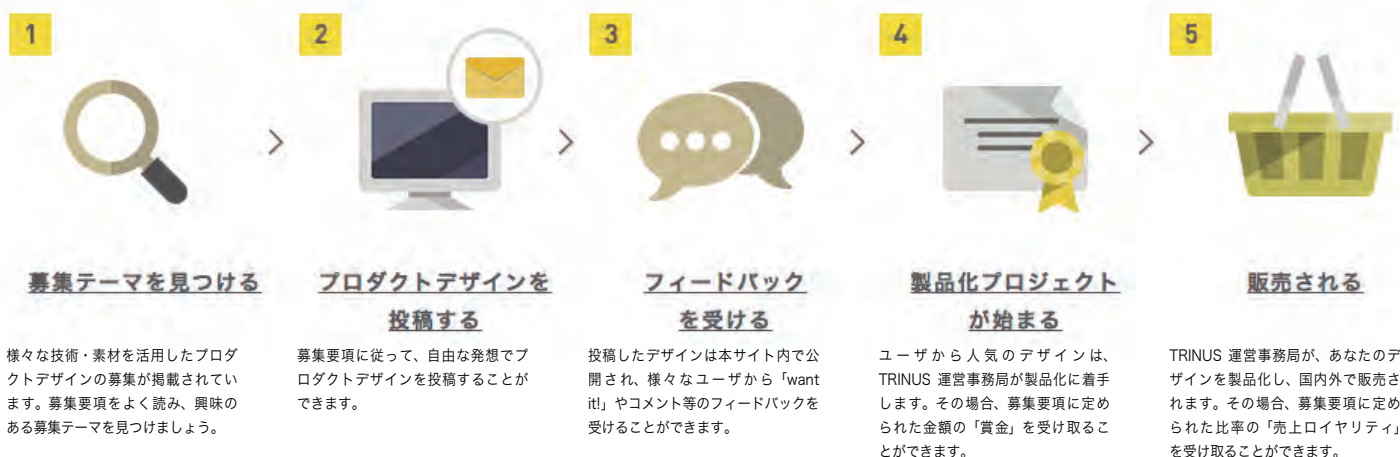 1
募集テーマを見つける
様々な技術・素材を活用したプロダ
クトデザインの募集が掲載されてい
ます。募集要項をよく読み、興味の
ある募集テーマを見つけましょう。
2
プロダクトデザインを
投稿する
募集要項に従って、自由な発想でプ
ロダクトデザインを投稿することが
できます。
3
フィードバック
を受ける
投稿したデザインは本サイト内で公
開され、様々なユーザから「want
it!」やコメント等のフィードバックを
受けることができます。
4
製品化プロジェクト
が始まる
ユーザから人気のデザインは、
TRINUS 運営事務局が製品化に着手
します。その場合、募集要項に定め
られた金額の「賞金」を受け取るこ
とができます。
5
販売される
TRINUS 運営事務局が、あなたのデ
ザインを製品化し、国内外で販売さ
れます。その場合、募集要項に定め
られた比率の「売上ロイヤリティ」
を受け取ることができます。